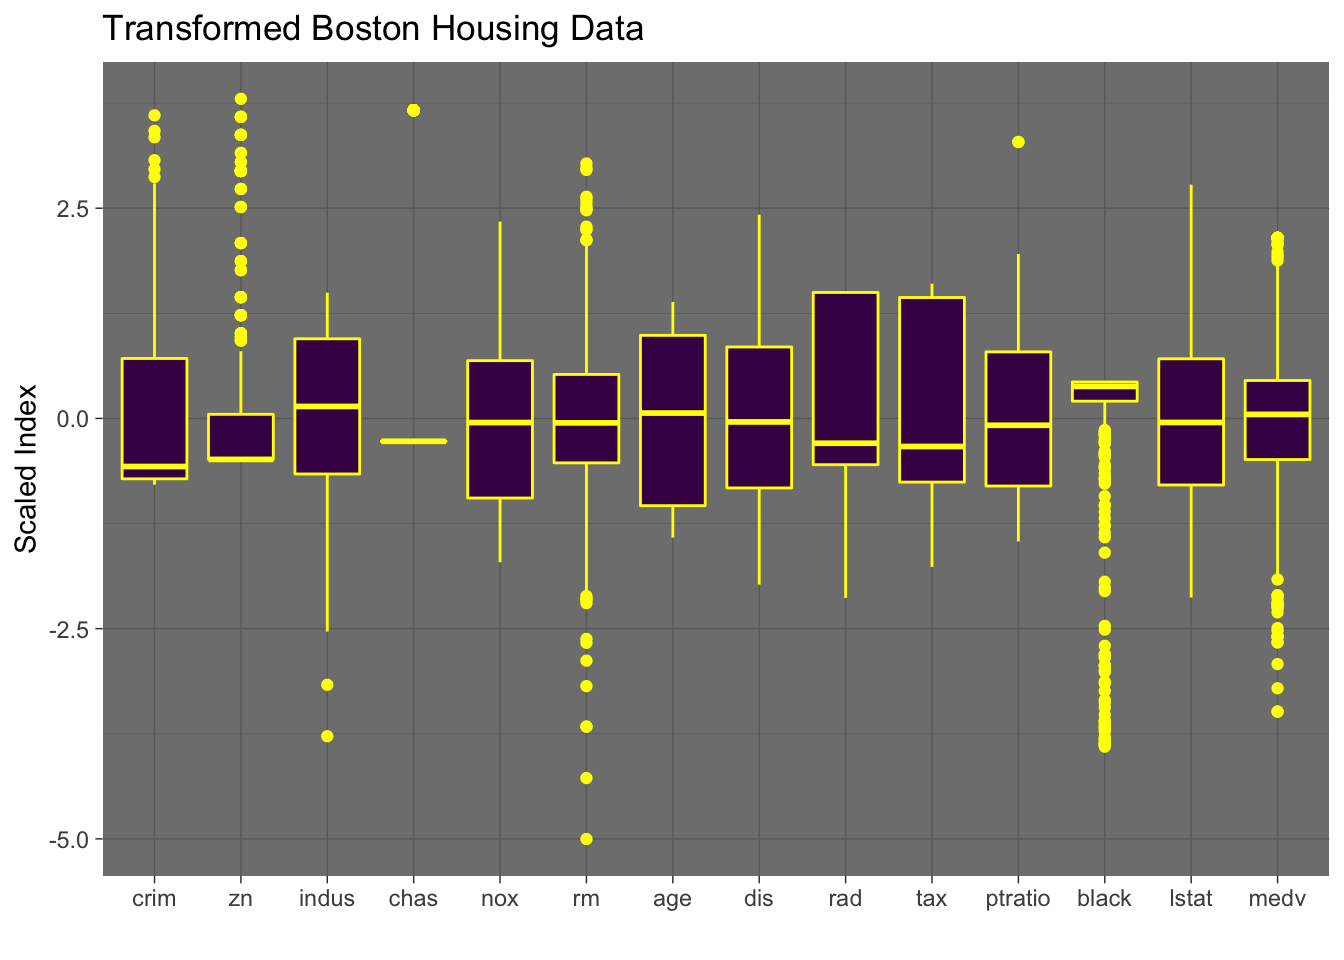 Transformed Boston Housing Data
Scaled Index
2.5
0.0
-2.5
-5.0
crim zn indus chas nox rm age dis rad tax ptratio black lstat medv